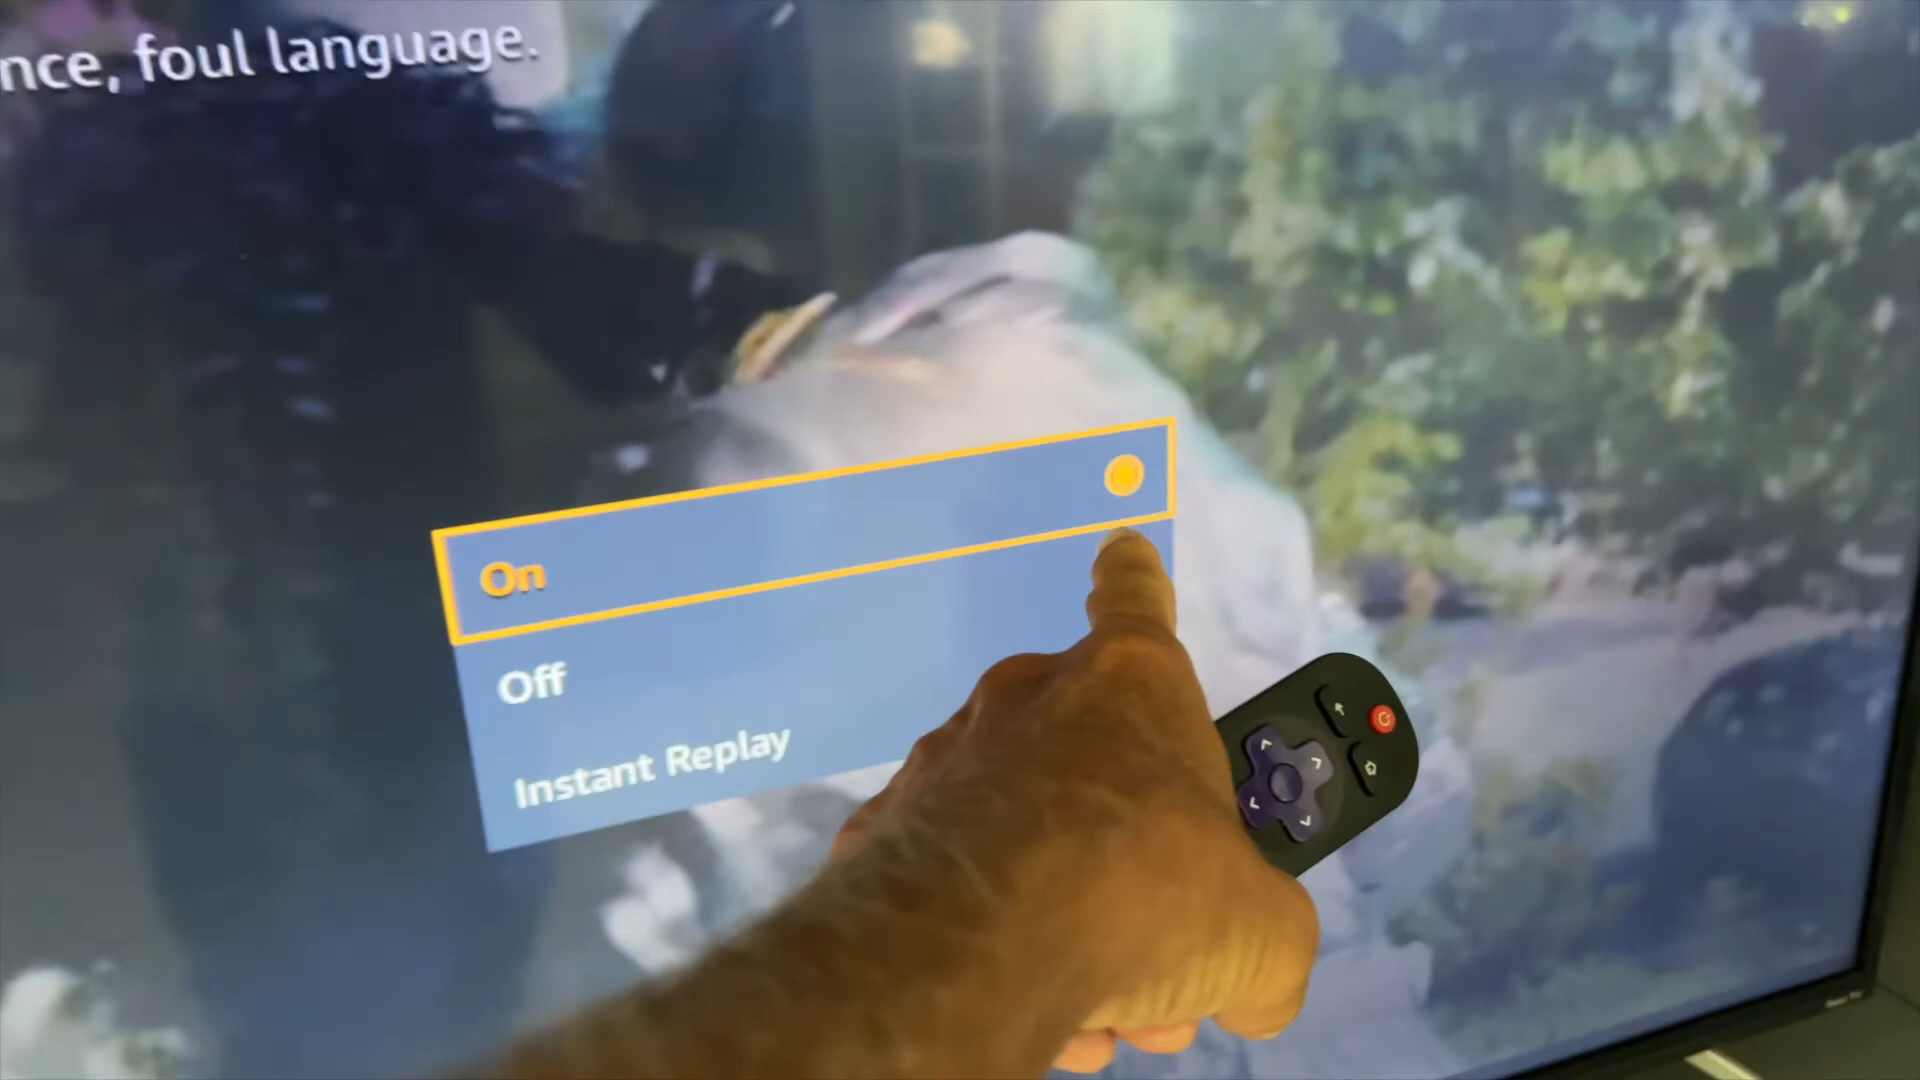 nce, foul language.
On
Off
Instant Replay